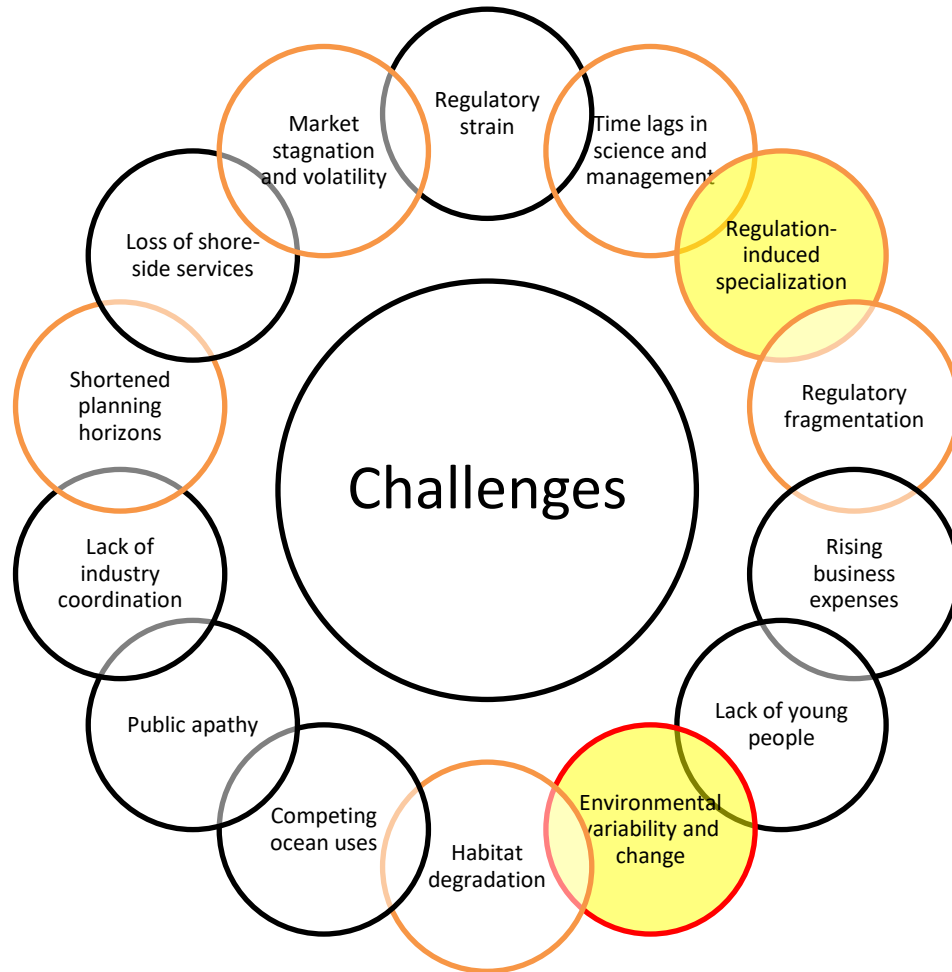 Regulatory
strain
Time lags in
science and
management
Regulation-
induced
specialization
Regulatory
fragmentation
Rising
business
expenses
Lack of young
people
Environmental
variability and
change
Habitat
degradation
Competing
ocean uses
Public apathy
Lack of
industry
coordination
Shortened
planning
horizons
Loss of shore-
side services
Market
stagnation
and volatility
Challenges